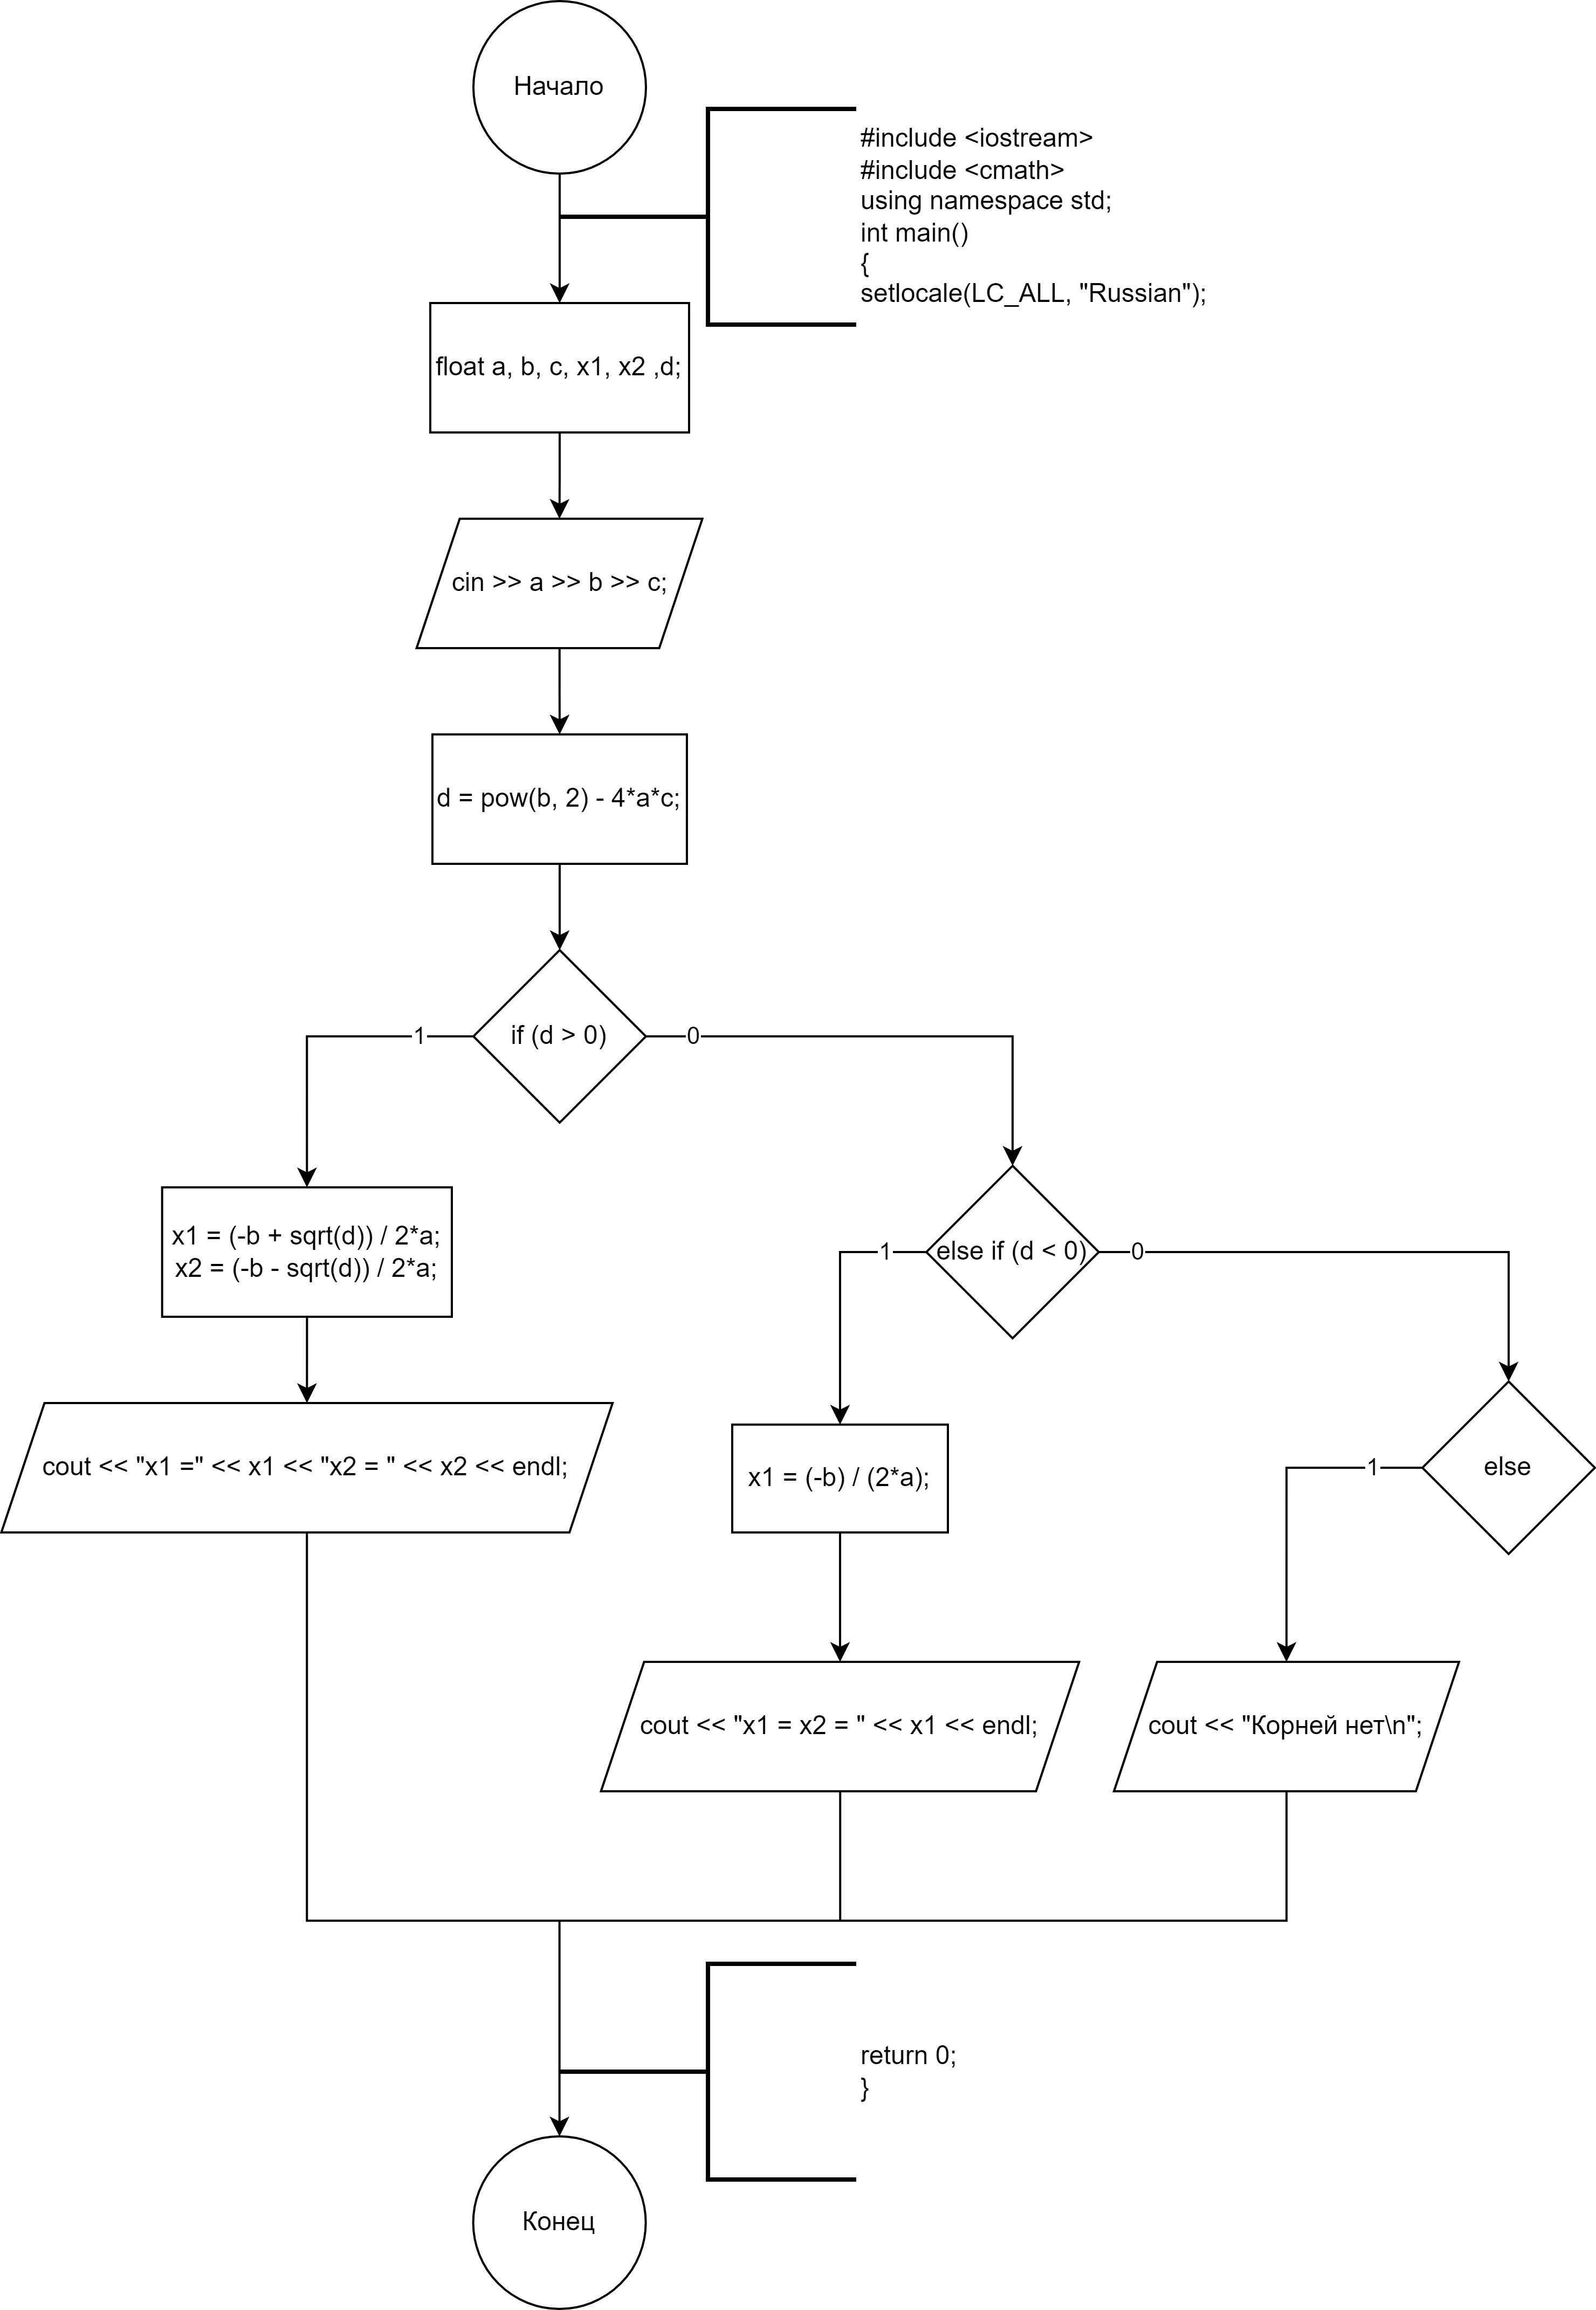 Начало
#include <iostream>
#include <cmath>
using namespace std;
int main()
{
setlocale(LC_ALL, "Russian");
float a, b, c, x1, x2 ,d;
cin >> a >> b >> c;
d = pow(b, 2) - 4*a*c;
1
if (d > 0)
0
x1 = (-b + sqrt(d)) / 2*a;
x2 = (-b - sqrt(d)) / 2*a;
1
else if (d < 0)
0
cout << "x1 =" << x1 << "x2 = " << x2 << endl;
x1 = (-b) / (2*a);
1
else
cout << "x1 = x2 = " << x1 << endl;
cout << "Корней нет\n";
return 0;
}
Конец